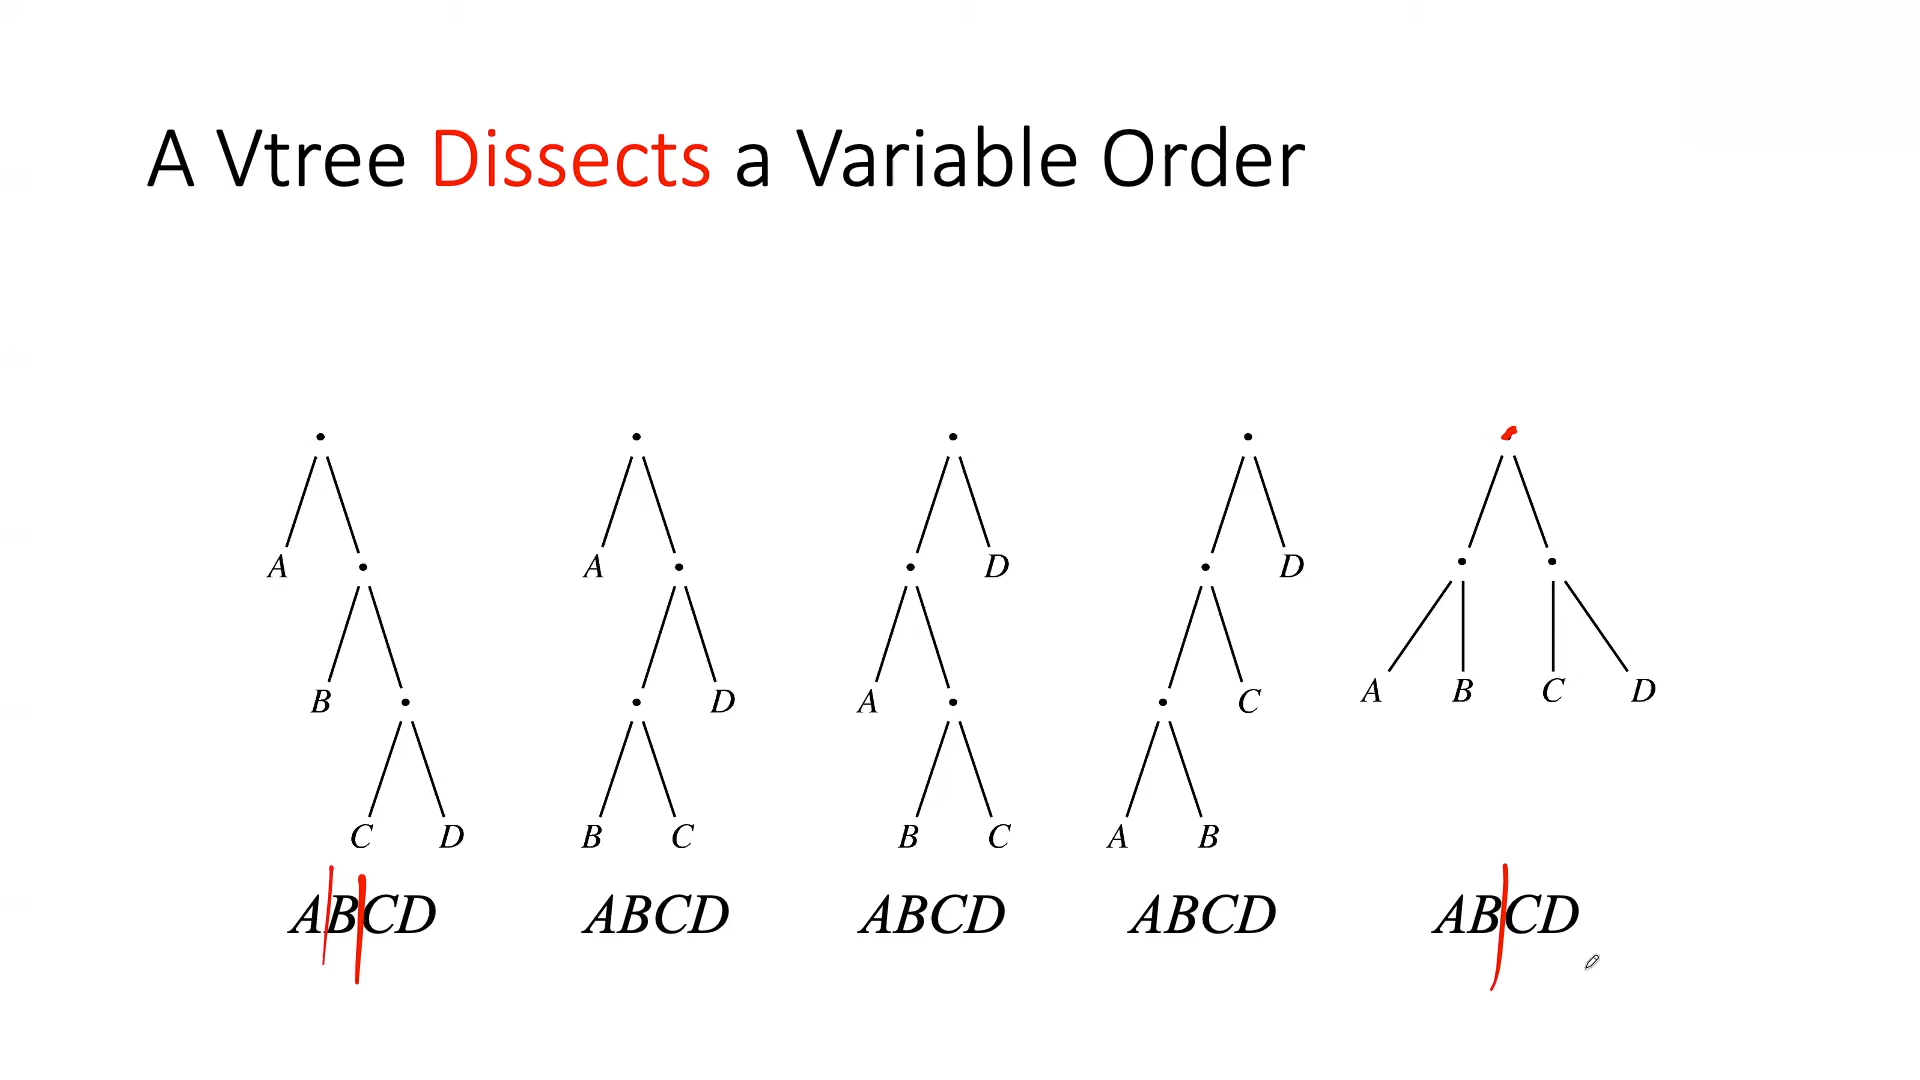 A Vtree Dissects a Variable Order
A A D D
B D A C A B C D
C D B C B C A B
ABCD ABCD ABCD ABCD ABCD